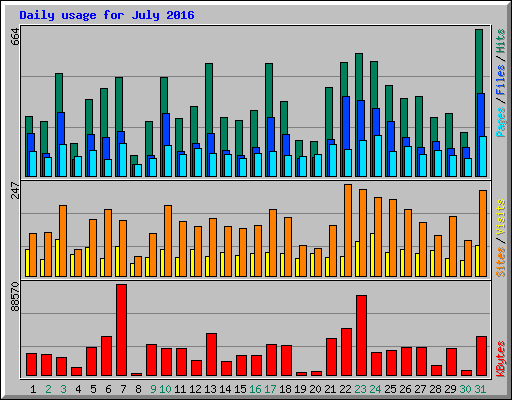 Daily usage for July 2016
664
Pages / Files / Hits
247
Sites / Visits
88570
KBytes
1 2 3 4 5 6 7 8 9 10 11 12 13 14 15 16 17 18 19 20 21 22 23 24 25 26 27 28 29 30 31